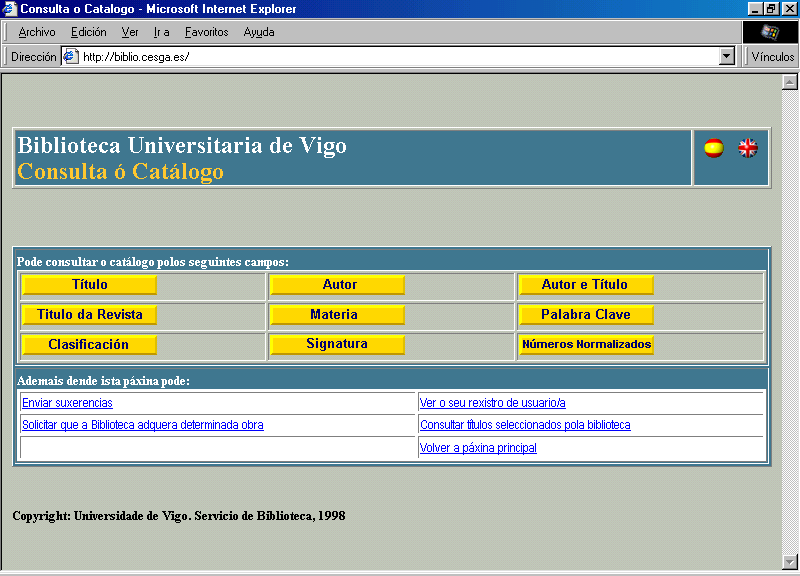 Consulta o Catalogo - Microsoft Internet Explorer
Archivo Edición Ver Ir a Favoritos Ayuda
Dirección http://biblio.cesga.es/ Vínculos
Biblioteca Universitaria de Vigo
Consulta ó Catálogo
Pode consultar o catálogo polos seguintes campos:
Título Autor Autor e Título
Titulo da Revista Materia Palabra Clave
Clasificación Signatura Números Normalizados
Ademais dende ista páxina pode:
Enviar suxerencias Ver o seu rexistro de usuario/a
Solicitar que a Biblioteca adquera determinada obra Consultar títulos seleccionados pola biblioteca
Volver a páxina principal
Copyright: Universidade de Vigo. Servicio de Biblioteca, 1998